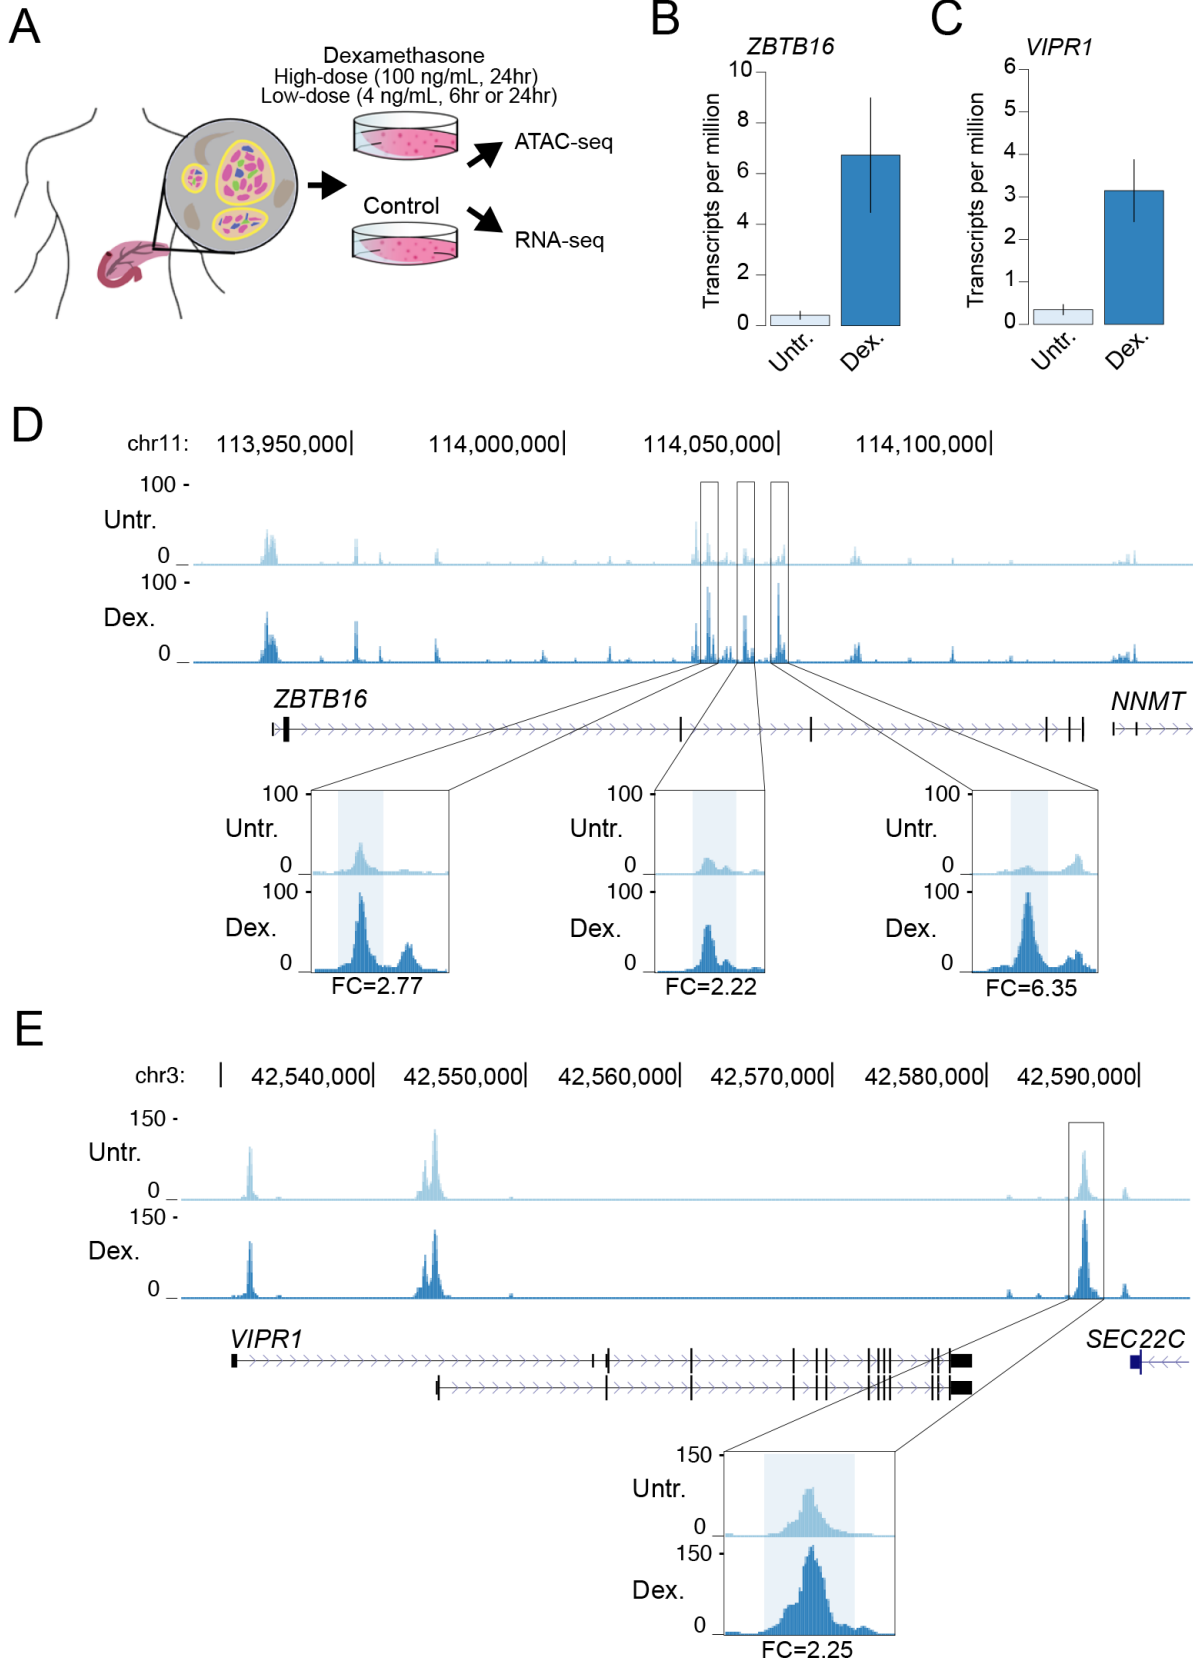 A
Dexamethasone
High-dose (100 ng/mL, 24hr)
Low-dose (4 ng/mL, 6hr or 24hr)
ATAC-seq
Control
RNA-seq
B
ZBTB16
Transcripts per million
10
8
6
4
2
0
Untr.
Dex.
C
VIPR1
Transcripts per million
6
5
4
3
2
1
0
Untr.
Dex.
D
chr11: 113,950,000| 114,000,000| 114,050,000| 114,100,000|
100 -
Untr.
0 _
100 -
Dex.
0 _
ZBTB16
NNMT
100 -
Untr.
0 _
100 -
Dex.
0 _
FC=2.77
100 -
Untr.
0 _
100 -
Dex.
0 _
FC=2.22
100 -
Untr.
0 _
100 -
Dex.
0 _
FC=6.35
E
chr3: | 42,540,000| 42,550,000| 42,560,000| 42,570,000| 42,580,000| 42,590,000|
150 -
Untr.
0 _
150 -
Dex.
0 _
VIPR1
SEC22C
150 -
Untr.
0 _
150 -
Dex.
0 _
FC=2.25